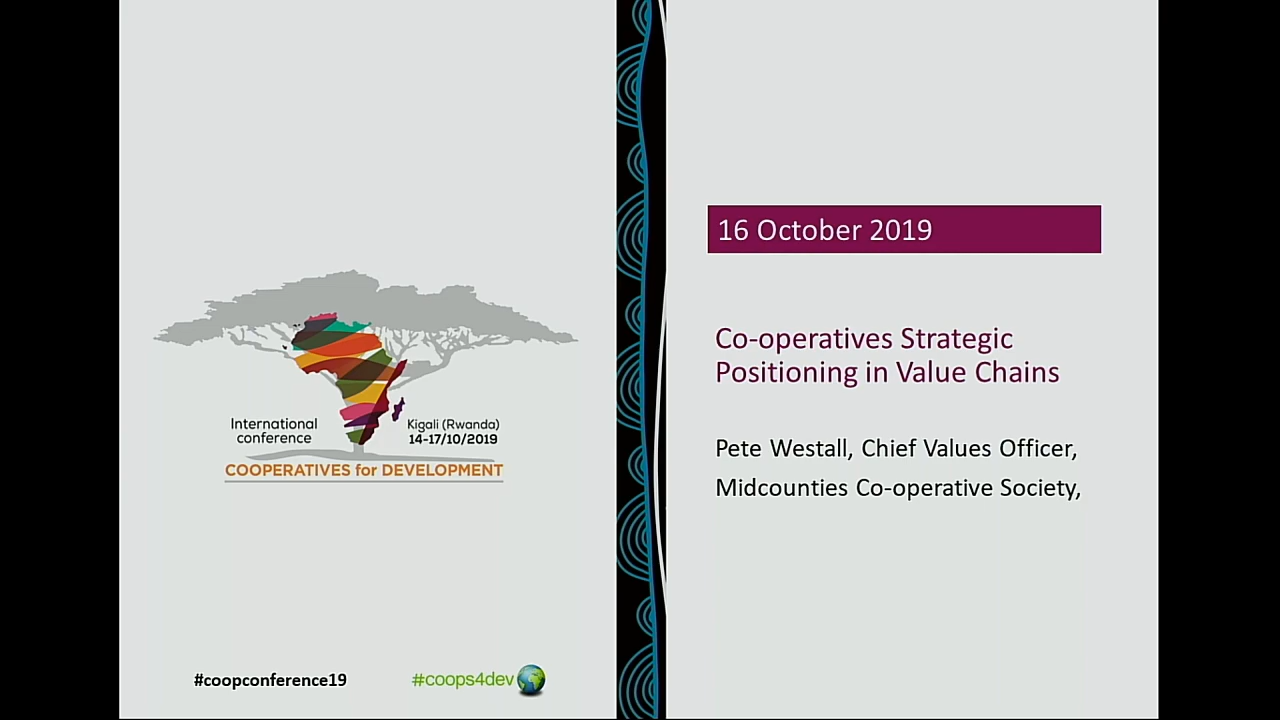 International
conference
Kigali (Rwanda)
14-17/10/2019
COOPERATIVES for DEVELOPMENT
#coopconference19
#coops4dev
16 October 2019
Co-operatives Strategic
Positioning in Value Chains
Pete Westall, Chief Values Officer,
Midcounties Co-operative Society,